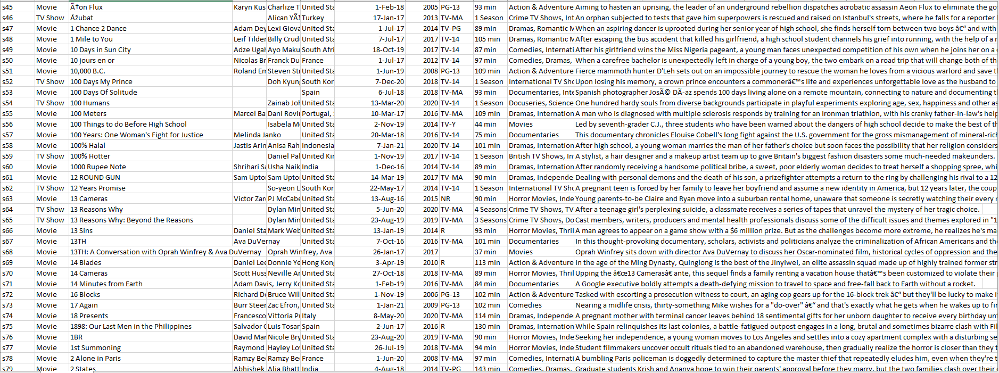 s45 Movie Ã†on Flux Karyn Kus Charlize T United Sta 1-Feb-18 2005 PG-13 93 min Action & Adventure Aiming to hasten an uprising, the leader of an underground rebellion dispatches acrobatic assassin Aeon Flux to eliminate the go
s46 TV Show Åžubat Alican YÃ¼ Turkey 17-Jan-17 2013 TV-MA 1 Season Crime TV Shows, Int An orphan subjected to tests that gave him superpowers is rescued and raised on Istanbul's streets, where he falls for a reporter
s47 Movie 1 Chance 2 Dance Adam Dey Lexi Giova United Sta 1-Jul-17 2014 TV-PG 89 min Dramas, Romantic M When an aspiring dancer is uprooted during her senior year of high school, she finds herself torn between two boys â€“ and with
s48 Movie 1 Mile to You Leif Tilder Billy Crud United Sta 7-Jul-17 2017 TV-14 105 min Dramas, Romantic M After escaping the bus accident that killed his girlfriend, a high school student channels his grief into running, with the help of a
s49 Movie 10 Days in Sun City Adze Ugah Ayo Maku South Afri 18-Oct-19 2017 TV-14 87 min Comedies, Internati After his girlfriend wins the Miss Nigeria pageant, a young man faces unexpected competition of his own when he joins her on a
s50 Movie 10 jours en or Nicolas Br Franck Du France 1-Jul-17 2012 TV-14 97 min Comedies, Dramas, When a carefree bachelor is unexpectedly left in charge of a young boy, the two embark on a road trip that will change both of th
s51 Movie 10,000 B.C. Roland Em Steven Str United Sta 1-Jun-19 2008 PG-13 109 min Action & Adventure Fierce mammoth hunter D'Leh sets out on an impossible journey to rescue the woman he loves from a vicious warlord and save t
s52 TV Show 100 Days My Prince Doh Kyung South Kor 7-Dec-20 2018 TV-14 1 Season International TV Sho Upon losing his memory, a crown prince encounters a commonerâ€™s life and experiences unforgettable love as the husband to
s53 Movie 100 Days Of Solitude Spain 6-Jul-18 2018 TV-MA 93 min Documentaries, Inte Spanish photographer JosÃ© DÃ­az spends 100 days living alone on a remote mountain, connecting to nature and documenting t
s54 TV Show 100 Humans Zainab Joh United Sta 13-Mar-20 2020 TV-14 1 Season Docuseries, Science One hundred hardy souls from diverse backgrounds participate in playful experiments exploring age, sex, happiness and other as
s55 Movie 100 Meters Marcel Ba Dani Rovir Portugal, S 10-Mar-17 2016 TV-MA 109 min Dramas, Internation A man who is diagnosed with multiple sclerosis responds by training for an Ironman triathlon, with his cranky father-in-law's help
s56 Movie 100 Things to do Before High School Isabela Mo United Sta 2-Nov-19 2014 TV-Y 44 min Movies Led by seventh-grader C.J., three students who have been warned about the dangers of high school decide to make the best of th
s57 Movie 100 Years: One Woman's Fight for Justice Melinda Janko United Sta 20-Mar-18 2016 TV-14 75 min Documentaries This documentary chronicles Elouise Cobell's long fight against the U.S. government for the gross mismanagement of mineral-rich
s58 Movie 100% Halal Jastis Arim Anisa Rah Indonesia 7-Jan-21 2020 TV-14 101 min Dramas, Internation After high school, a young woman marries the man of her father's choice but soon faces the possibility that her religion considers
s59 TV Show 100% Hotter Daniel Pal United Kin 1-Nov-19 2017 TV-14 1 Season British TV Shows, In A stylist, a hair designer and a makeup artist team up to give Britain's biggest fashion disasters some much-needed makeunders.
s60 Movie 1000 Rupee Note Shrihari Sa Usha Naik India 1-Dec-16 2014 TV-14 89 min Dramas, Internation After randomly receiving a handsome political bribe, a sweet, poor elderly woman decides to treat herself a shopping spree, whi
s61 Movie 12 ROUND GUN Sam Upto Sam Upto United Sta 14-Mar-19 2017 TV-MA 90 min Dramas, Independe Dealing with personal demons and the death of his son, a prizefighter attempts a return to the ring by challenging his rival to a 12
s62 TV Show 12 Years Promise So-yeon L South Kor 22-May-17 2014 TV-14 1 Season International TV Sho A pregnant teen is forced by her family to leave her boyfriend and assume a new identity in America, but 12 years later, the coup
s63 Movie 13 Cameras Victor Zarc PJ McCabe United Sta 13-Aug-16 2015 NR 90 min Horror Movies, Inde Young parents-to-be Claire and Ryan move into a suburban rental home, unaware that someone is secretly watching their every
s64 TV Show 13 Reasons Why Dylan Min United Sta 5-Jun-20 2020 TV-MA 4 Seasons Crime TV Shows, TV After a teenage girl's perplexing suicide, a classmate receives a series of tapes that unravel the mystery of her tragic choice.
s65 TV Show 13 Reasons Why: Beyond the Reasons Dylan Min United Sta 23-Aug-19 2019 TV-MA 3 Seasons Crime TV Shows, Do Cast members, writers, producers and mental health professionals discuss some of the difficult issues and themes explored in "1
s66 Movie 13 Sins Daniel Sta Mark Web United Sta 13-Jan-19 2014 R 93 min Horror Movies, Thril A man agrees to appear on a game show with a $6 million prize. But as the challenges become more extreme, he realizes he's ma
s67 Movie 13TH Ava DuVernay United Sta 7-Oct-16 2016 TV-MA 101 min Documentaries In this thought-provoking documentary, scholars, activists and politicians analyze the criminalization of African Americans and the
s68 Movie 13TH: A Conversation with Oprah Winfrey & Ava DuVernay Oprah Winfrey, Ava 26-Jan-17 2017 37 min Movies Oprah Winfrey sits down with director Ava DuVernay to discuss her Oscar-nominated film, historical cycles of oppression and the
s69 Movie 14 Blades Daniel Lee Donnie Ye Hong Kong 3-Apr-19 2010 R 113 min Action & Adventure In the age of the Ming Dynasty, Quinglong is the best of the Jinyiwei, an elite assassin squad made up of highly trained former str
s70 Movie 14 Cameras Scott Huss Neville Ar United Sta 27-Oct-18 2018 TV-MA 89 min Horror Movies, Thril Upping the â€œ13 Camerasâ€ ante, this sequel finds a family renting a vacation house thatâ€™s been customized to violate their
s71 Movie 14 Minutes from Earth Adam Davis, Jerry Ko United Sta 1-Feb-19 2016 TV-MA 84 min Documentaries A Google executive boldly attempts a death-defying mission to travel to space and free-fall back to Earth without a rocket.
s72 Movie 16 Blocks Richard Do Bruce Will United Sta 1-Nov-19 2006 PG-13 102 min Action & Adventure Tasked with escorting a prosecution witness to court, an aging cop gears up for the 16-block trek â€“ but they'll be lucky to make i
s73 Movie 17 Again Burr Steer Zac Efron, United Sta 1-Jan-21 2009 PG-13 102 min Comedies Nearing a midlife crisis, thirty-something Mike wishes for a "do-over" â€“ and that's exactly what he gets when he wakes up to fin
s74 Movie 18 Presents Francesco Vittoria Pu Italy 8-May-20 2020 TV-MA 114 min Dramas, Independe A pregnant mother with terminal cancer leaves behind 18 sentimental gifts for her unborn daughter to receive every birthday unt
s75 Movie 1898: Our Last Men in the Philippines Salvador C Luis Tosar Spain 2-Jun-17 2016 R 130 min Dramas, Internation While Spain relinquishes its last colonies, a battle-fatigued outpost engages in a long, brutal and sometimes bizarre clash with Fil
s76 Movie 1BR David Mar Nicole Bry United Sta 23-Aug-20 2019 TV-MA 90 min Horror Movies, Inde Seeking her independence, a young woman moves to Los Angeles and settles into a cozy apartment complex with a disturbing se
s77 Movie 1st Summoning Raymond Hayley Lo United Sta 26-Jul-19 2018 TV-MA 94 min Horror Movies, Inde Student filmmakers uncover occult rituals tied to an abandoned warehouse, then gradually realize the horror is closer than they t
s78 Movie 2 Alone in Paris Ramzy Bec Ramzy Bec France 1-Jun-20 2008 TV-MA 97 min Comedies, Internati A bumbling Paris policeman is doggedly determined to capture the master thief that repeatedly eludes him, even when they're t
s79 Movie 2 States Abhishek Alia Bhatt India 4-Aug-18 2014 TV-PG 143 min Comedies, Dramas, Graduate students Krish and Ananya hope to win their parents' approval before they marry, but the two families clash over their